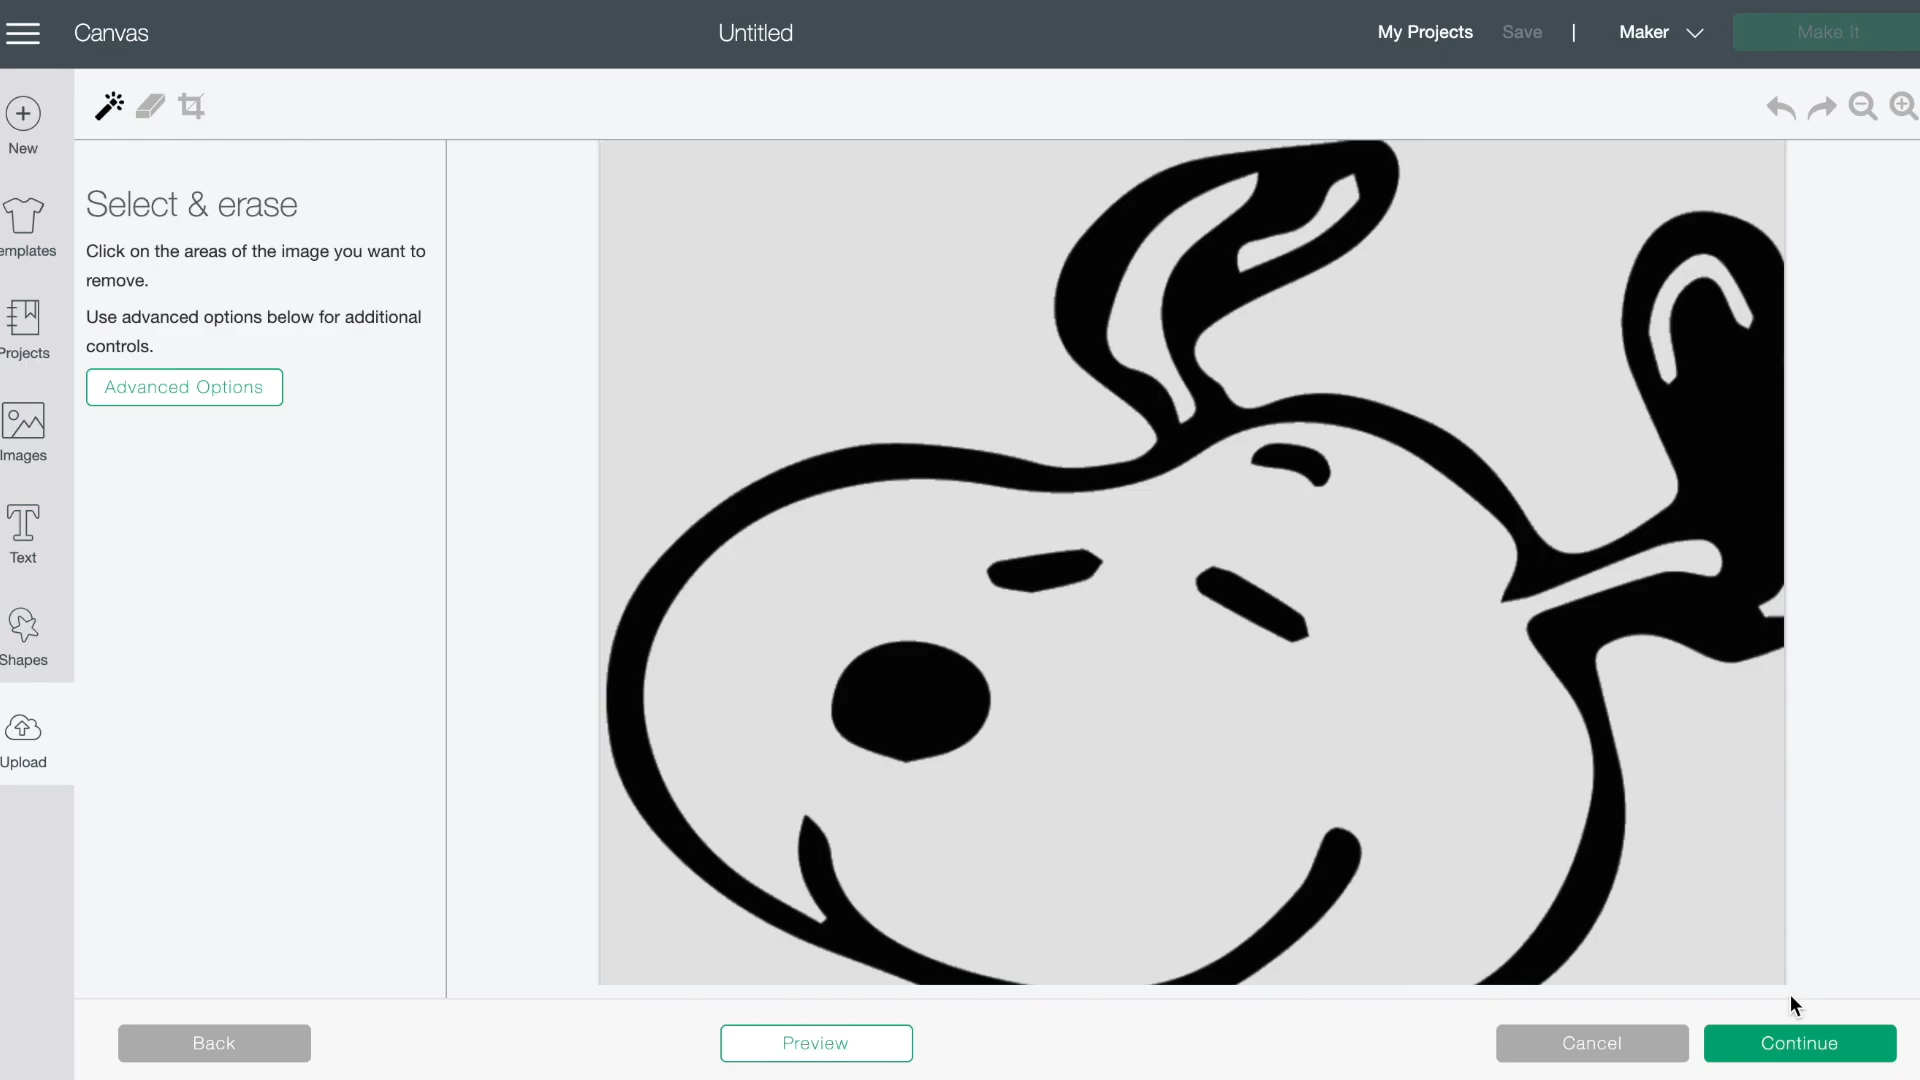 Canvas
Untitled
My Projects
Save
|
Maker
Make It
New
emplates
Projects
Images
Text
Shapes
Upload
Select & erase
Click on the areas of the image you want to
remove.
Use advanced options below for additional
controls.
Advanced Options
Back
Preview
Cancel
Continue